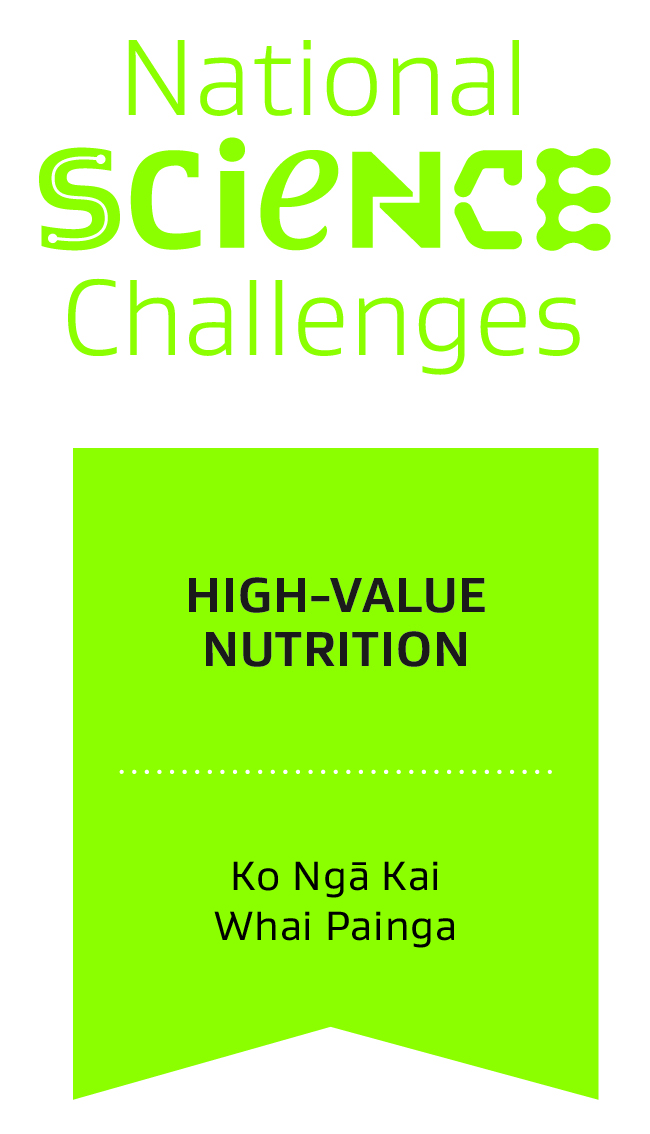 National
SCieNCE
Challenges
HIGH–VALUE
NUTRITION
Ko Ngā Kai
Whai Painga